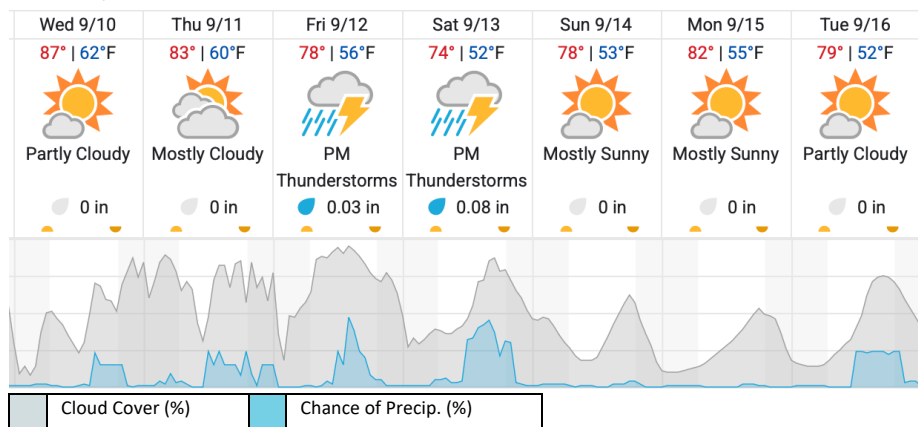 Wed 9/10 Thu 9/11 Fri 9/12 Sat 9/13 Sun 9/14 Mon 9/15 Tue 9/16
87° | 62°F 83° | 60°F 78° | 56°F 74° | 52°F 78° | 53°F 82° | 55°F 79° | 52°F
Partly Cloudy Mostly Cloudy PM PM Mostly Sunny Mostly Sunny Partly Cloudy
Thunderstorms Thunderstorms
0 in 0 in 0.03 in 0.08 in 0 in 0 in 0 in
Cloud Cover (%) Chance of Precip. (%)